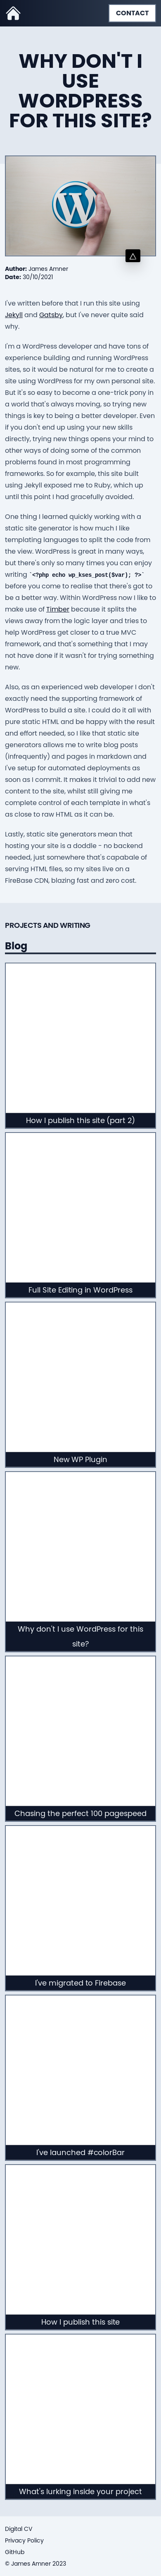 CONTACT
WHY DON'T I
USE
WORDPRESS
FOR THIS SITE?
Author: James Amner
Date: 30/10/2021
I've written before that I run this site using
Jekyll and Gatsby, but I've never quite said
why.
I'm a WordPress developer and have tons of
experience building and running WordPress
sites, so it would be natural for me to create a
site using WordPress for my own personal site.
But it's so easy to become a one-trick pony in
a world that's always moving, so trying new
things is key to being a better developer. Even
if you don't end up using your new skills
directly, trying new things opens your mind to
other ways of doing some of the common
problems found in most programming
frameworks. So for example, this site built
using Jekyll exposed me to Ruby, which up
until this point I had gracefully avoided.
One thing I learned quickly working with a
static site generator is how much I like
templating languages to split the code from
the view. WordPress is great in many ways,
but there's only so many times you can enjoy
writing `<?php echo wp_kses_post($var); ?>`
before you come to realise that there's got to
be a better way. Within WordPress now I like to
make use of Timber because it splits the
views away from the logic layer and tries to
help WordPress get closer to a true MVC
framework, and that's something that I may
not have done if it wasn't for trying something
new.
Also, as an experienced web developer I don't
exactly need the supporting framework of
WordPress to build a site. I could do it all with
pure static HTML and be happy with the result
and effort needed, so I like that static site
generators allows me to write blog posts
(infrequently) and pages in markdown and
use setup for automated deployments as
soon as I commit. It makes it trivial to add new
content to the site, whilst still giving me
complete control of each template in what's
as close to raw HTML as it can be.
Lastly, static site generators mean that
hosting your site is a doddle - no backend
needed, just somewhere that's capable of
serving HTML files, so my sites live on a
FireBase CDN, blazing fast and zero cost.
PROJECTS AND WRITING
Blog
How I publish this site (part 2)
Full Site Editing in WordPress
New WP Plugin
Why don't I use WordPress for this
site?
Chasing the perfect 100 pagespeed
I've migrated to Firebase
I've launched #colorBar
How I publish this site
What's lurking inside your project
Digital CV
Privacy Policy
GitHub
© James Amner 2023